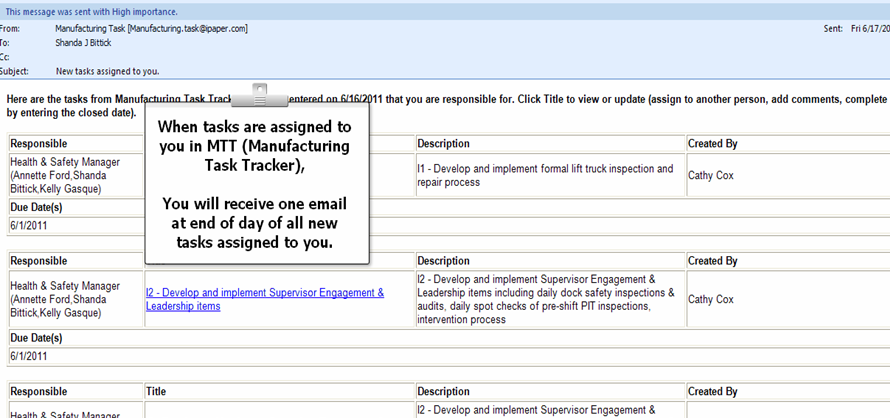 This message was sent with High importance.
From: Manufacturing Task [Manufacturing.task@ipaper.com] Sent: Fri 6/17/20
To: Shanda J Bittick
Cc:
Subject: New tasks assigned to you.
Here are the tasks from Manufacturing Task Track entered on 6/16/2011 that you are responsible for. Click Title to view or update (assign to another person, add comments, complete
by entering the closed date).
When tasks are assigned to
you in MTT (Manufacturing
Task Tracker),
You will receive one email
at end of day of all new
tasks assigned to you.
Responsible Description Created By
Health & Safety Manager
(Annette Ford,Shanda
Bittick,Kelly Gasque)
I1 - Develop and implement formal lift truck inspection and
repair process
Cathy Cox
Due Date(s)
6/1/2011
Responsible Description Created By
Health & Safety Manager
(Annette Ford,Shanda
Bittick,Kelly Gasque)
I2 - Develop and implement Supervisor Engagement &
Leadership items
I2 - Develop and implement Supervisor Engagement &
Leadership items including daily dock safety inspections &
audits, daily spot checks of pre-shift PIT inspections,
intervention process
Cathy Cox
Due Date(s)
6/1/2011
Responsible Title Description Created By
Health & Safety Manager
I2 - Develop and implement Supervisor Engagement &